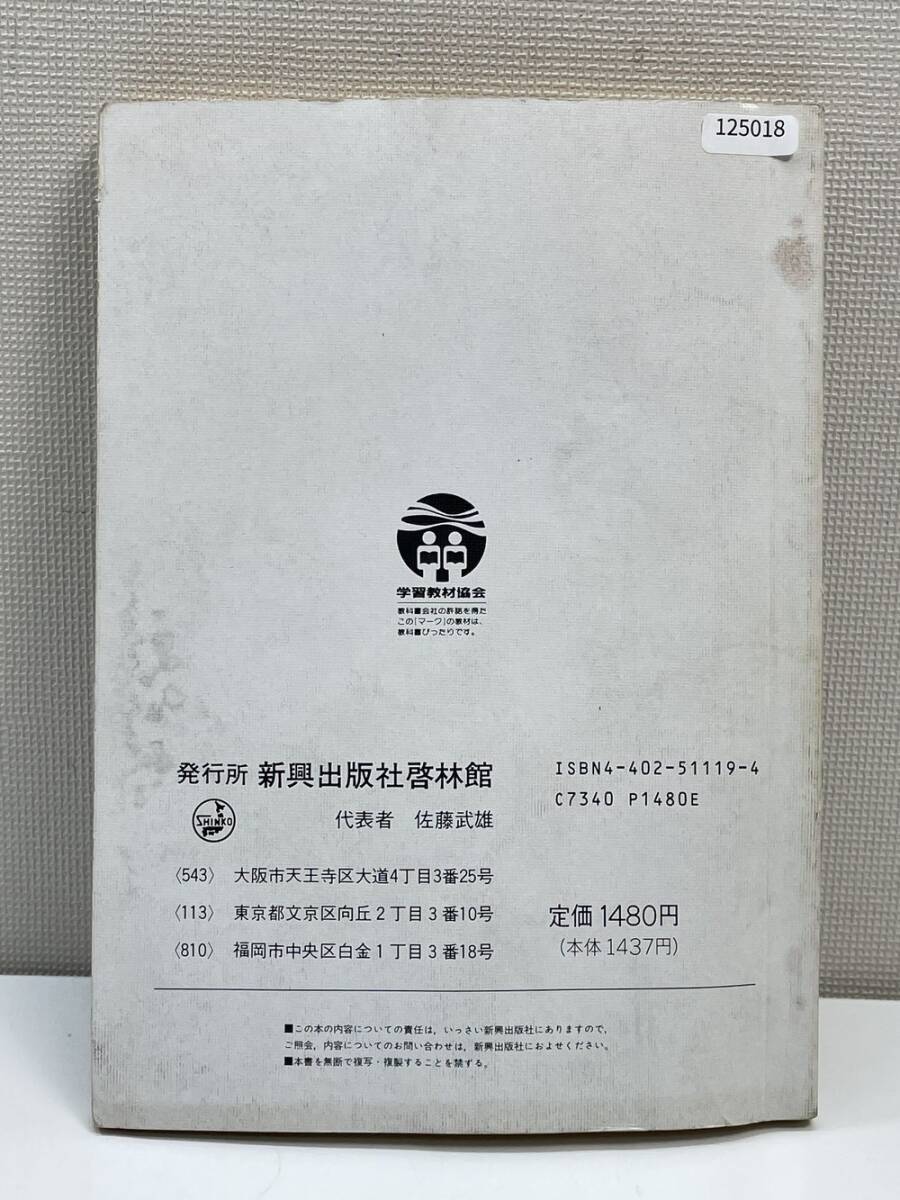 125018
学習教材協会
教科書会社の許諾を得た
この[マーク]の教材は、
教科書ぴったりです。
発行所 新興出版社啓林館
SHINKO
代表者 佐藤武雄
〈543〉 大阪市天王寺区大道4丁目3番25号
〈113〉 東京都文京区向丘2丁目3番10号
〈810〉 福岡市中央区白金1丁目3番18号
ISBN4-402-51119-4
C7340 P1480E
定価1480円
(本体1437円)
■この本の内容についての責任は,いっさい新興出版社にありますので,
ご照会,内容についてのお問い合わせは,新興出版社におよせください。
■本書を無断で複写・複製することを禁ずる。